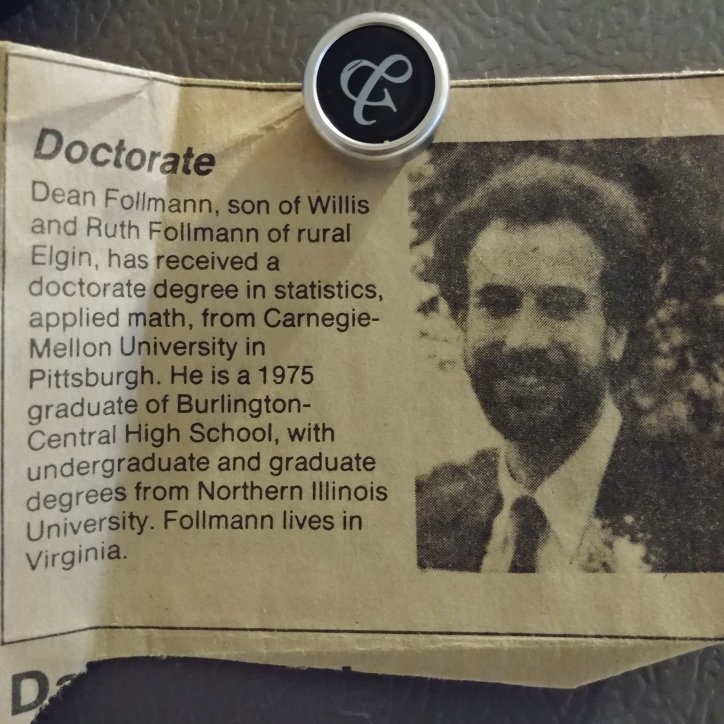 &
Doctorate
Dean Follmann, son of Willis
and Ruth Follmann of rural
Elgin, has received a
doctorate degree in statistics,
applied math, from Carnegie-
Mellon University in
Pittsburgh. He is a 1975
graduate of Burlington-
Central High School, with
undergraduate and graduate
degrees from Northern Illinois
University. Follmann lives in
Virginia.